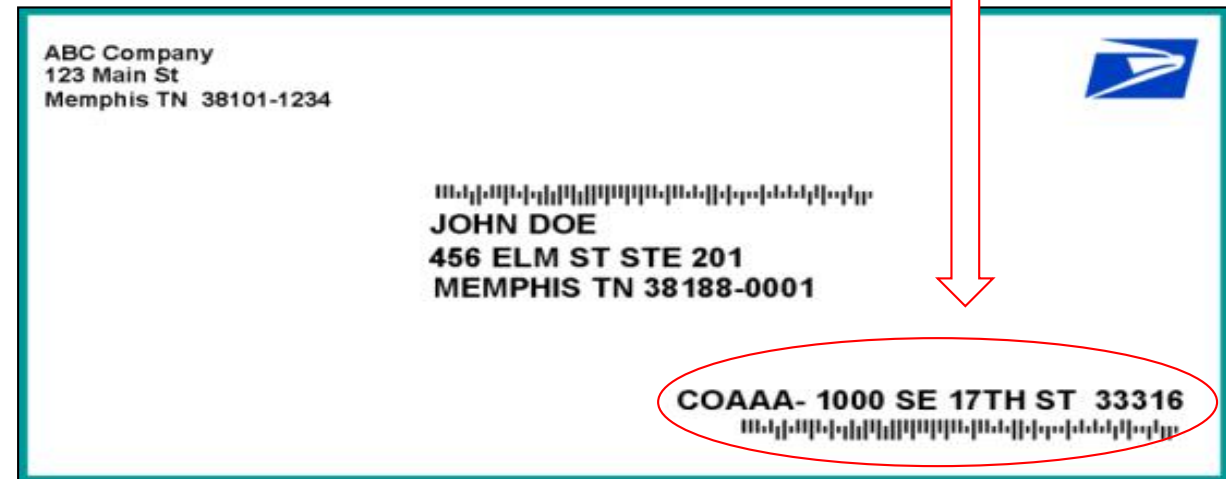 ABC Company
123 Main St
Memphis TN 38101-1234
JOHN DOE
456 ELM ST STE 201
MEMPHIS TN 38188-0001
COAAA- 1000 SE 17TH ST 33316